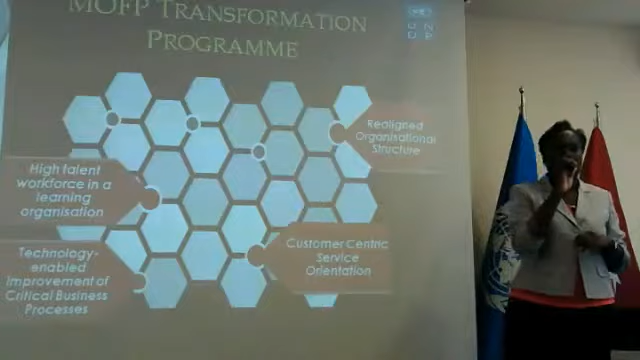 MOFP TRANSFORMATION
PROGRAMME
Realigned
Organisational
Structure
High talent
workforce in a
learning
organisation
Customer Centric
Service
Orientation
Technology-
enabled
Improvement of
Critical Business
Processes